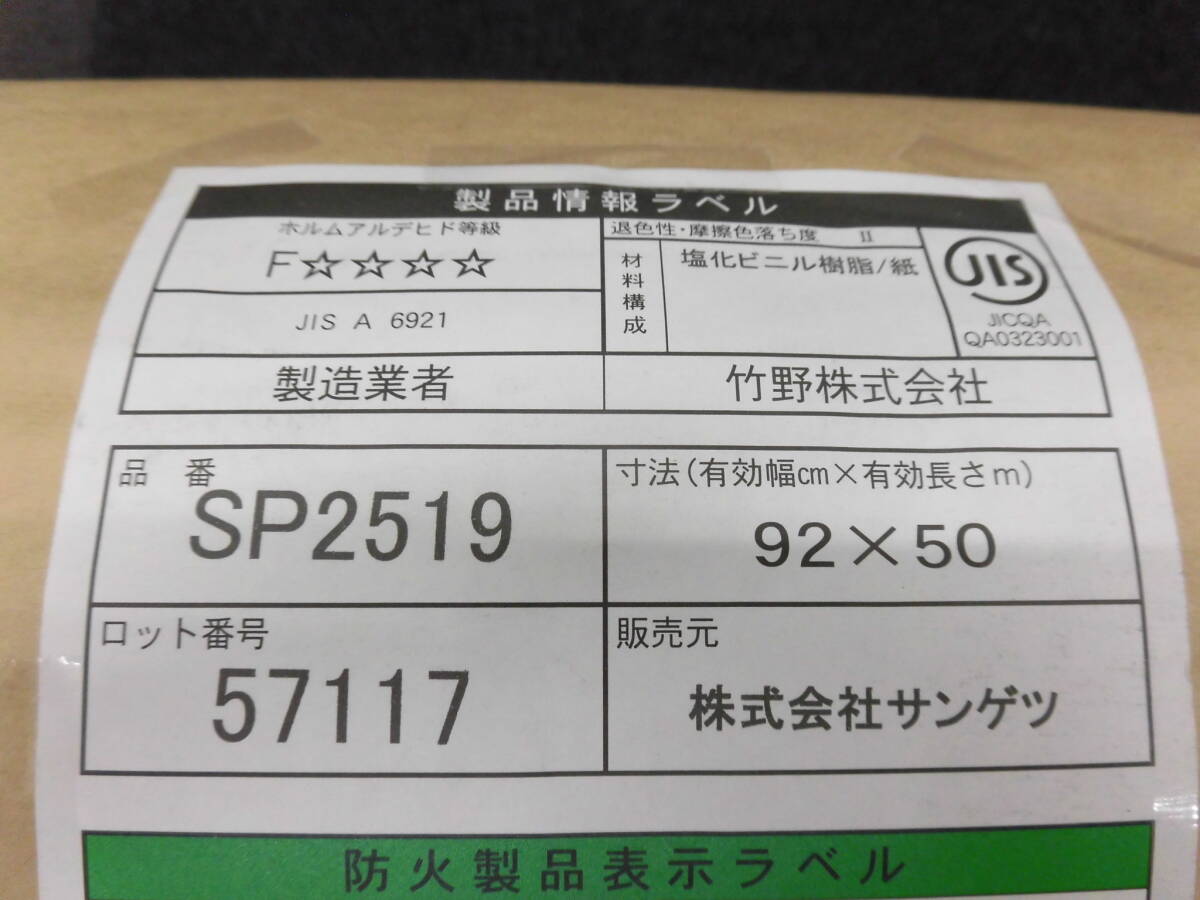 製品情報ラベル
ホルムアルデヒド等級
F☆☆☆☆
JIS A 6921
退色性・摩擦色落ち度 Ⅱ
材料構成
塩化ビニル樹脂/紙
JIS
JICQA
QA0323001
製造業者
竹野株式会社
品 番
SP2519
寸法(有効幅㎝×有効長さm)
92×50
ロット番号
57117
販売元
株式会社サンゲツ
防火製品表示ラベル